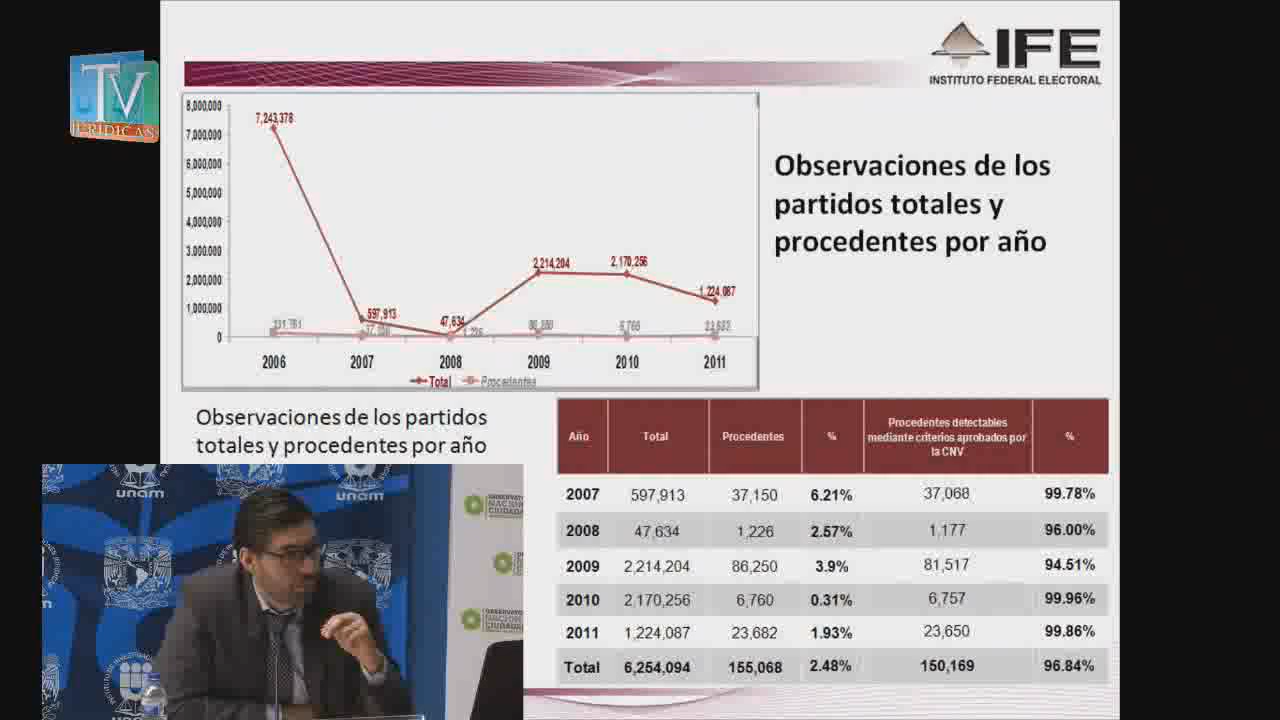 TV
JURIDICAS
IFE
INSTITUTO FEDERAL ELECTORAL
8,000,000
7,000,000
6,000,000
5,000,000
4,000,000
3,000,000
2,000,000
1,000,000
0
7,243,378
597,913
47,634
2,214,204
2,170,256
1,224,087
1,226
2006 2007 2008 2009 2010 2011
Total Procedentes
Observaciones de los
partidos totales y
procedentes por año
Observaciones de los partidos
totales y procedentes por año
Año Total Procedentes % Procedentes detectables mediante criterios aprobados por la CNV %
2007 597,913 37,150 6.21% 37,068 99.78%
2008 47,634 1,226 2.57% 1,177 96.00%
2009 2,214,204 86,250 3.9% 81,517 94.51%
2010 2,170,256 6,760 0.31% 6,757 99.96%
2011 1,224,087 23,682 1.93% 23,650 99.86%
Total 6,254,094 155,068 2.48% 150,169 96.84%
unam
unam